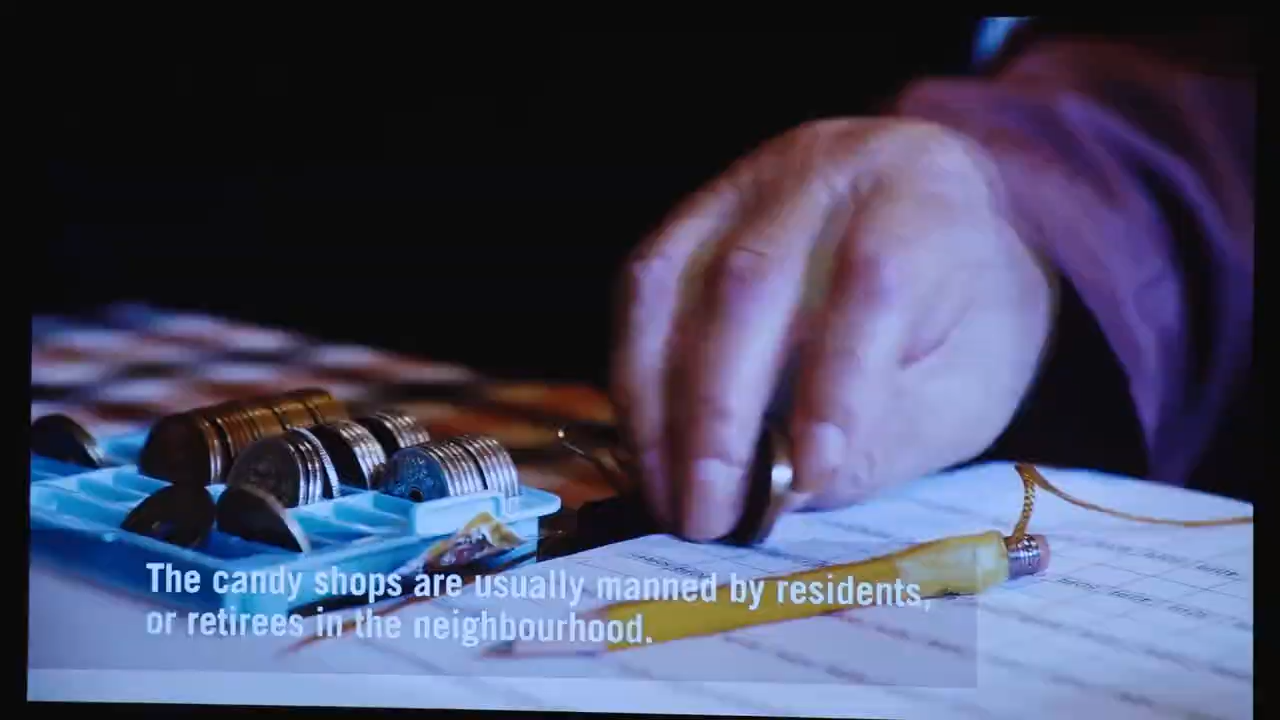 The candy shops are usually manned by residents,
or retirees in the neighbourhood.